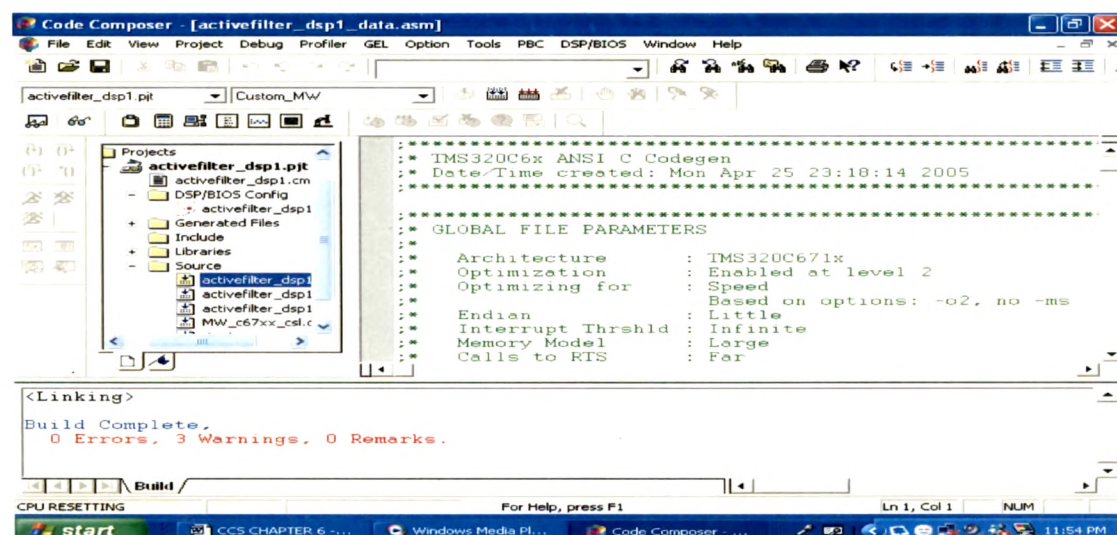 Code Composer - [activefilter_dsp1_data.asm]
File Edit View Project Debug Profiler GEL Option Tools PBC DSP/BIOS Window Help
activefilter_dsp1.pjt Custom_MW
Projects
activefilter_dsp1.pjt
activefilter_dsp1.cm
DSP/BIOS Config
activefilter_dsp1
Generated Files
Include
Libraries
Source
activefilter_dsp1
activefilter_dsp1
activefilter_dsp1
MW_c67xx_csl.c
;* TMS320C6x ANSI C Codegen
;* Date/Time created: Mon Apr 25 23:18:14 2005
;* GLOBAL FILE PARAMETERS
;*
;* Architecture : TMS320C671x
;* Optimization : Enabled at level 2
;* Optimizing for : Speed
;* Based on options: -o2, no -ms
;* Endian : Little
;* Interrupt Thrshld : Infinite
;* Memory Model : Large
;* Calls to RTS : Far
<Linking>
Build Complete,
0 Errors, 3 Warnings, 0 Remarks.
Build
CPU RESETTING For Help, press F1 Ln 1, Col 1 NUM
start CCS CHAPTER 6 -... Windows Media Pl... Code Composer - ... 11:54 PM